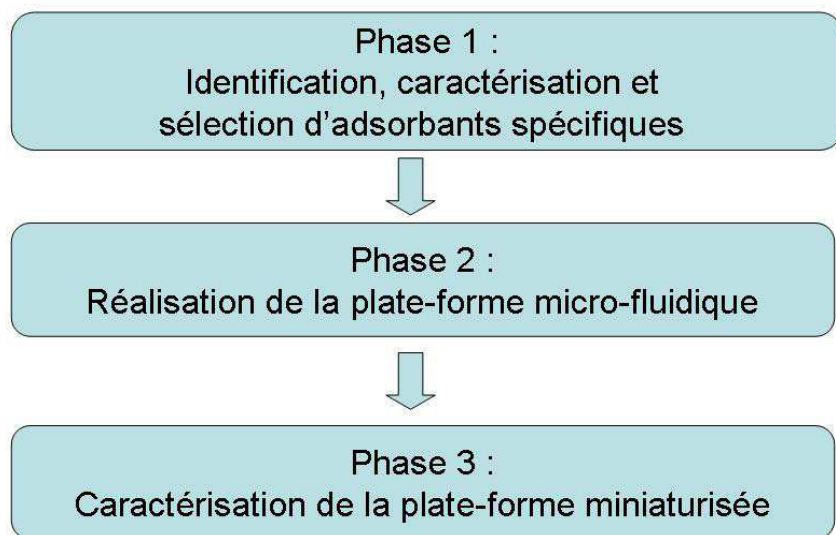 Phase 1 :
Identification, caractérisation et
sélection d’adsorbants spécifiques
Phase 2 :
Réalisation de la plate-forme micro-fluidique
Phase 3 :
Caractérisation de la plate-forme miniaturisée